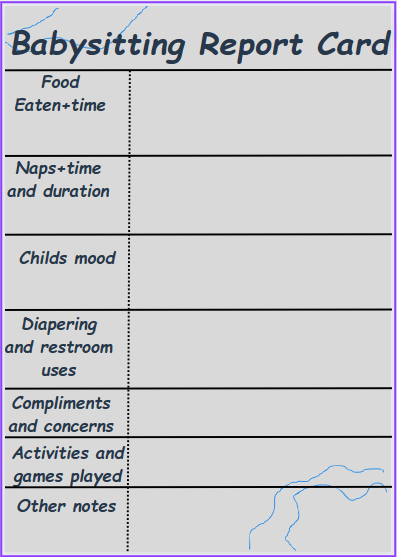 Babysitting Report Card
Food
Eaten+time
Naps+time
and duration
Childs mood
Diapering
and restroom
uses
Compliments
and concerns
Activities and
games played
Other notes